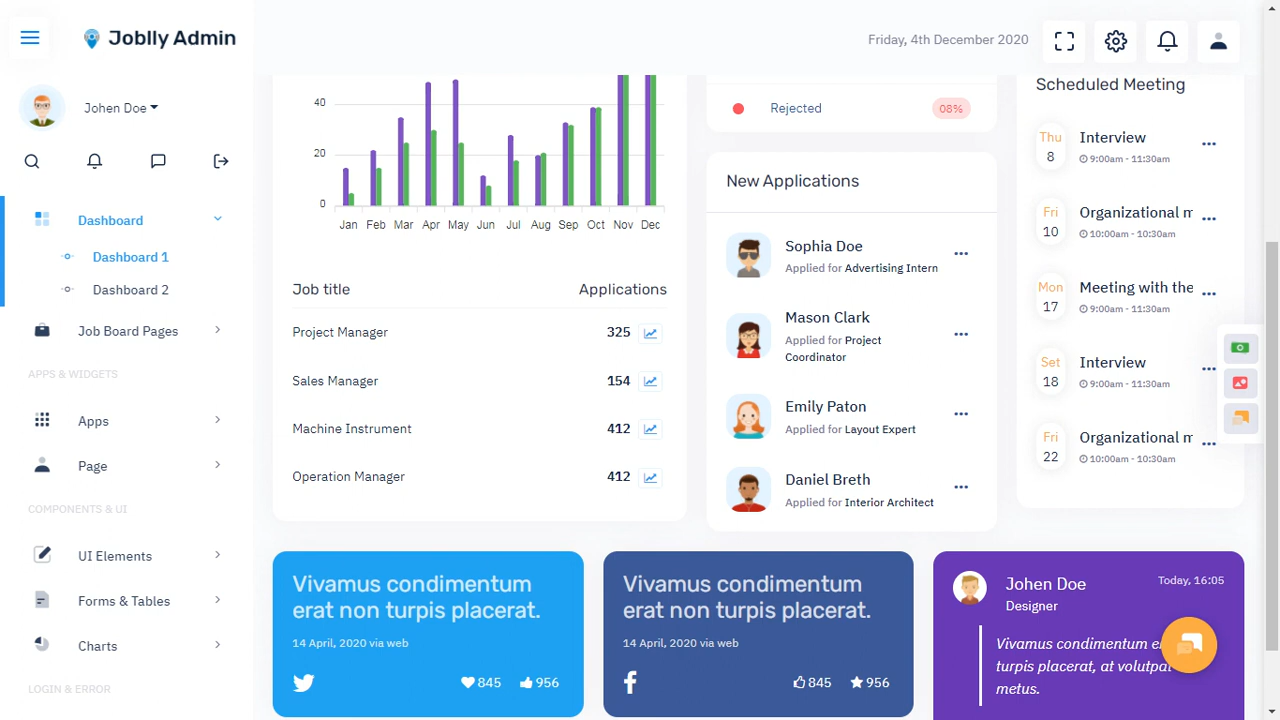 Joblly Admin
Friday, 4th December 2020
Johen Doe
Dashboard
Dashboard 1
Dashboard 2
Job Board Pages
APPS & WIDGETS
Apps
Page
COMPONENTS & UI
UI Elements
Forms & Tables
Charts
LOGIN & ERROR
40
20
0
Jan Feb Mar Apr May Jun Jul Aug Sep Oct Nov Dec
Job title Applications
Project Manager 325
Sales Manager 154
Machine Instrument 412
Operation Manager 412
Rejected 08%
New Applications
Sophia Doe
Applied for Advertising Intern
Mason Clark
Applied for Project
Coordinator
Emily Paton
Applied for Layout Expert
Daniel Breth
Applied for Interior Architect
Scheduled Meeting
Thu
8
Interview
9:00am - 11:30am
Fri
10
Organizational m
10:00am - 10:30am
Mon
17
Meeting with the
9:00am - 11:30am
Set
18
Interview
9:00am - 11:30am
Fri
22
Organizational m
10:00am - 10:30am
Vivamus condimentum
erat non turpis placerat.
14 April, 2020 via web
845 956
Vivamus condimentum
erat non turpis placerat.
14 April, 2020 via web
845 956
Johen Doe
Designer
Today, 16:05
Vivamus condimentum
turpis placerat, at volutpat
metus.